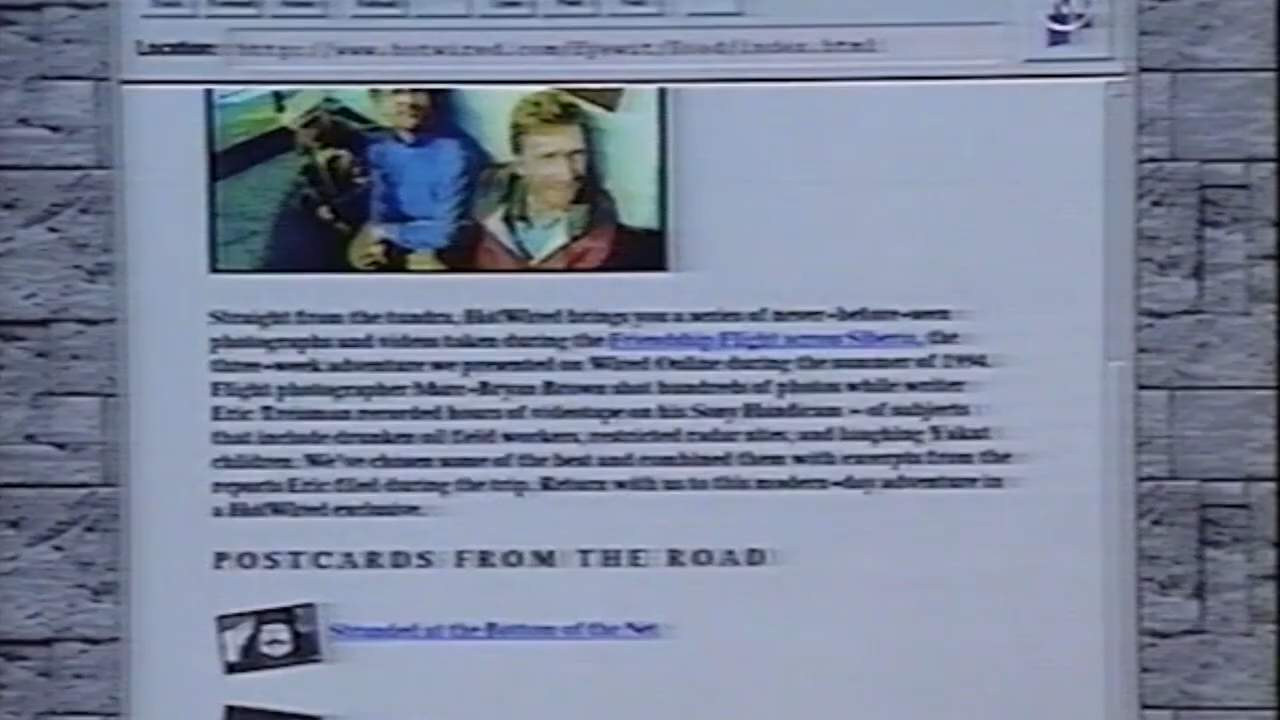 Location: http://www.hotwired.com/
Straight from the tundra, HotWired brings you a series of never-before-seen
photographs and videos taken during the Friendship Flight across Siberia, the
three-week adventure we presented on Wired Online during the summer of 1994.
Flight photographer Marc-Bryan Brown shot hundreds of photos while writer
Eric recorded hours of videotape on his Sony Handicam - of subjects
that include drunken oil field workers, restricted radar sites, and laughing Yakut
children. We've chosen some of the best and combined them with excerpts from the
reports Eric filed during the trip. Return with us to this modern-day adventure in
a HotWired exclusive.
POSTCARDS FROM THE ROAD
Stranded at the Bottom of the Net